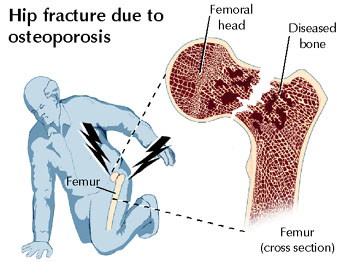 Hip fracture due to
osteoporosis
Femoral
head
Diseased
bone
Femur
Femur
(cross section)